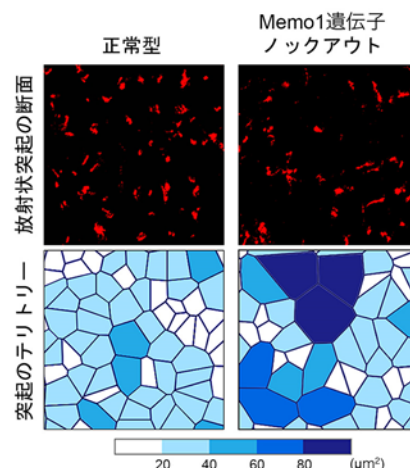 正常型
Memo1遺伝子
ノックアウト
放射状突起の断面
突起のテリトリー
20 40 60 80 (μm²)